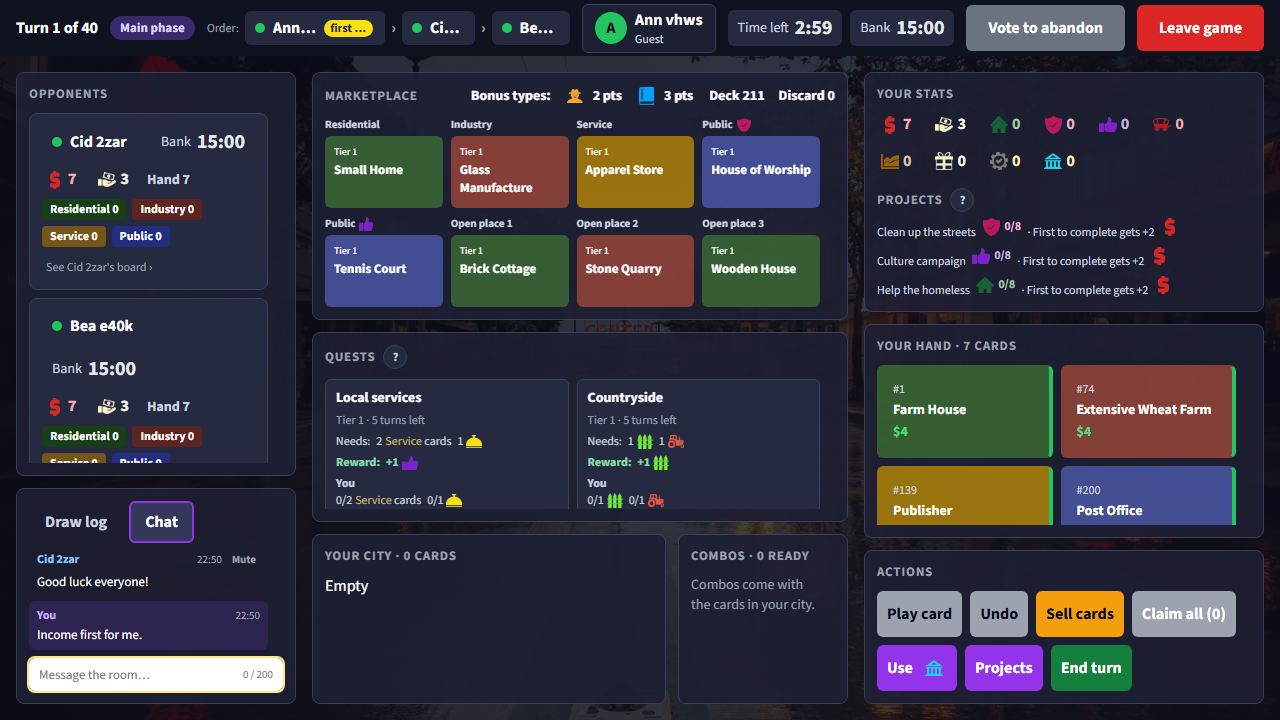 Turn 1 of 40 Main phase Order: Ann... first ... › Ci... › Be... A Ann vhws Guest Time left 2:59 Bank 15:00 Vote to abandon Leave game
OPPONENTS
Cid 2zar Bank 15:00
7 3 Hand 7
Residential 0 Industry 0
Service 0 Public 0
See Cid 2zar's board ›
Bea e40k
Bank 15:00
7 3 Hand 7
Residential 0 Industry 0
Service 0 Public 0
Draw log Chat
Cid 2zar 22:50 Mute
Good luck everyone!
You 22:50
Income first for me.
Message the room... 0 / 200
MARKETPLACE Bonus types: 2 pts 3 pts Deck 211 Discard 0
Residential Industry Service Public
Tier 1 Small Home
Tier 1 Glass Manufacture
Tier 1 Apparel Store
Tier 1 House of Worship
Public Open place 1 Open place 2 Open place 3
Tier 1 Tennis Court
Tier 1 Brick Cottage
Tier 1 Stone Quarry
Tier 1 Wooden House
QUESTS ?
Local services
Tier 1 · 5 turns left
Needs: 2 Service cards 1
Reward: +1
You
0/2 Service cards 0/1
Countryside
Tier 1 · 5 turns left
Needs: 1 1
Reward: +1
You
0/1 0/1
YOUR CITY · 0 CARDS
Empty
COMBOS · 0 READY
Combos come with
the cards in your city.
YOUR STATS
$ 7 3 0 0 0 0
0 0 0 0
PROJECTS ?
Clean up the streets 0/8 · First to complete gets +2 $
Culture campaign 0/8 · First to complete gets +2 $
Help the homeless 0/8 · First to complete gets +2 $
YOUR HAND · 7 CARDS
#1
Farm House
$4
#74
Extensive Wheat Farm
$4
#139
Publisher
#200
Post Office
ACTIONS
Play card Undo Sell cards Claim all (0)
Use Projects End turn